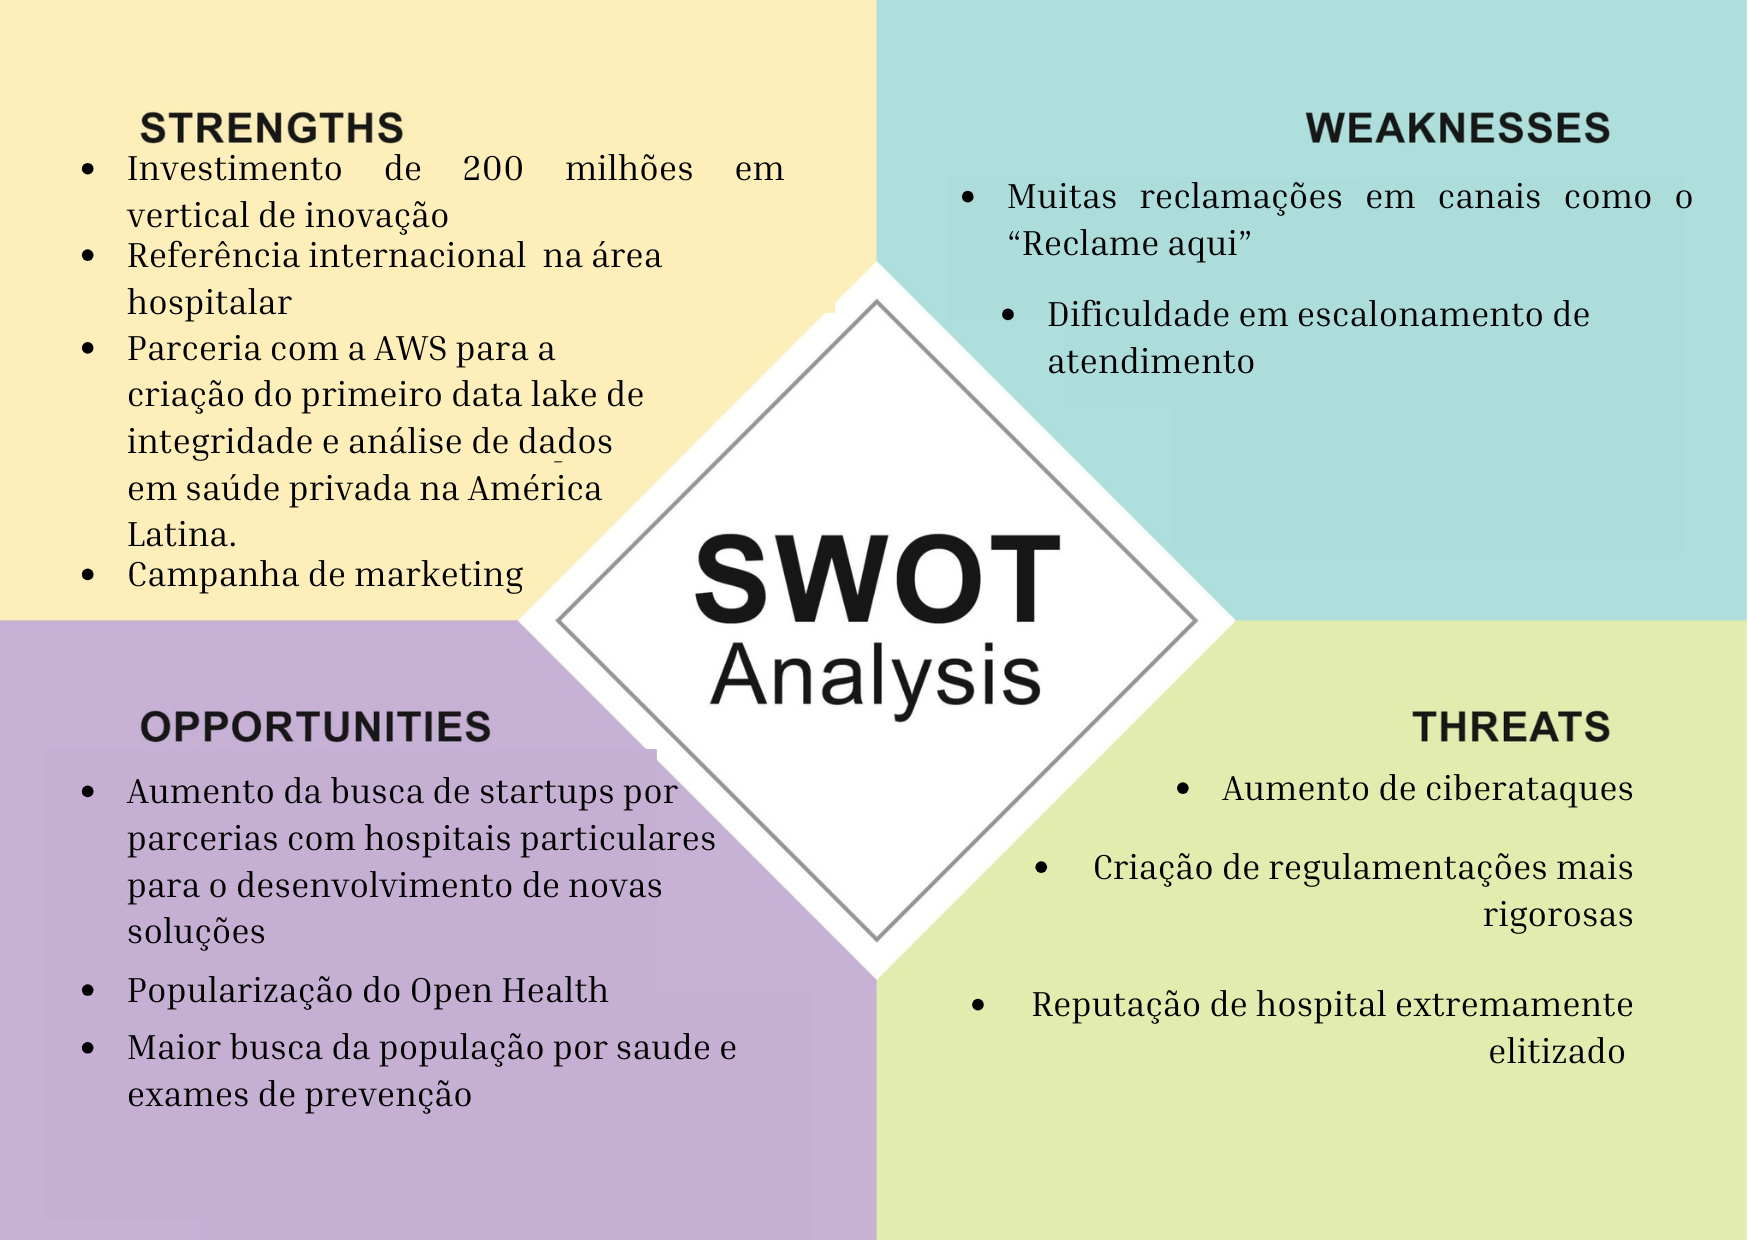 STRENGTHS
• Investimento de 200 milhões em
vertical de inovação
• Referência internacional na área
hospitalar
• Parceria com a AWS para a
criação do primeiro data lake de
integridade e análise de dados
em saúde privada na América
Latina.
• Campanha de marketing
WEAKNESSES
• Muitas reclamações em canais como o
“Reclame aqui”
• Dificuldade em escalonamento de
atendimento
SWOT
Analysis
OPPORTUNITIES
• Aumento da busca de startups por
parcerias com hospitais particulares
para o desenvolvimento de novas
soluções
• Popularização do Open Health
• Maior busca da população por saude e
exames de prevenção
THREATS
• Aumento de ciberataques
• Criação de regulamentações mais
rigorosas
• Reputação de hospital extremamente
elitizado